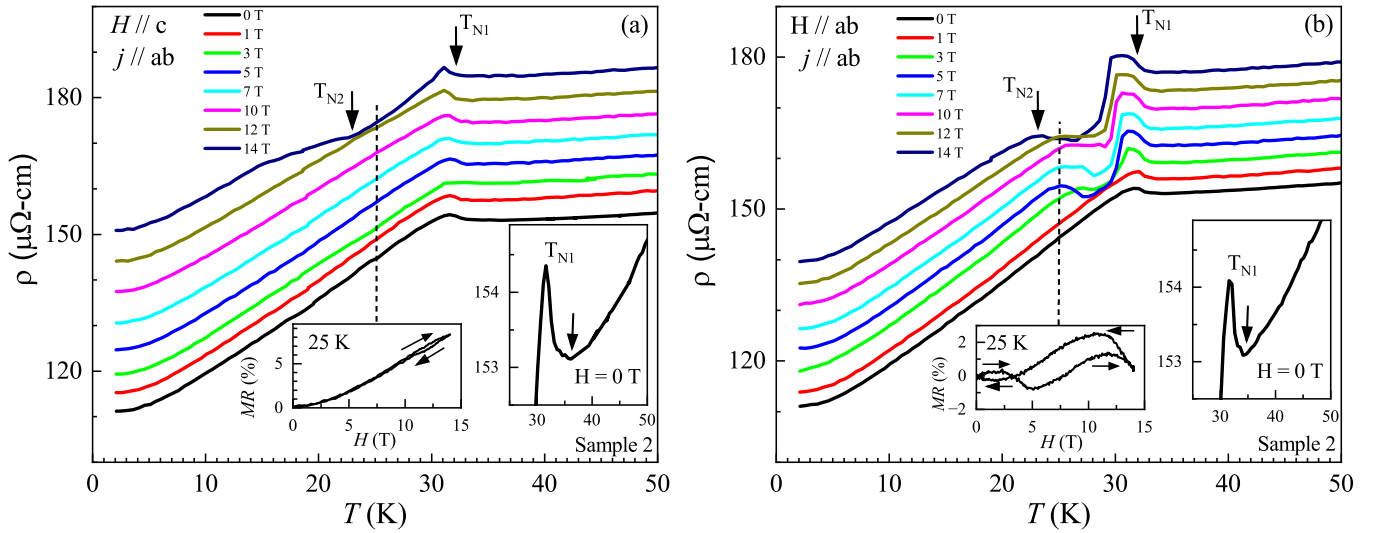 H // c
j // ab
0 T
1 T
3 T
5 T
7 T
10 T
12 T
14 T
T_N1
(a)
T_N2
180
150
120
ρ (μΩ-cm)
0
10
20
30
40
50
T (K)
25 K
MR (%)
5
0
0
5
10
15
H (T)
T_N1
154
153
H = 0 T
30
40
50
Sample 2
H // ab
j // ab
0 T
1 T
3 T
5 T
7 T
10 T
12 T
14 T
T_N1
(b)
T_N2
180
150
120
ρ (μΩ-cm)
0
10
20
30
40
50
T (K)
25 K
MR (%)
2
0
−2
0
5
10
15
H (T)
T_N1
154
153
H = 0 T
30
40
50
Sample 2